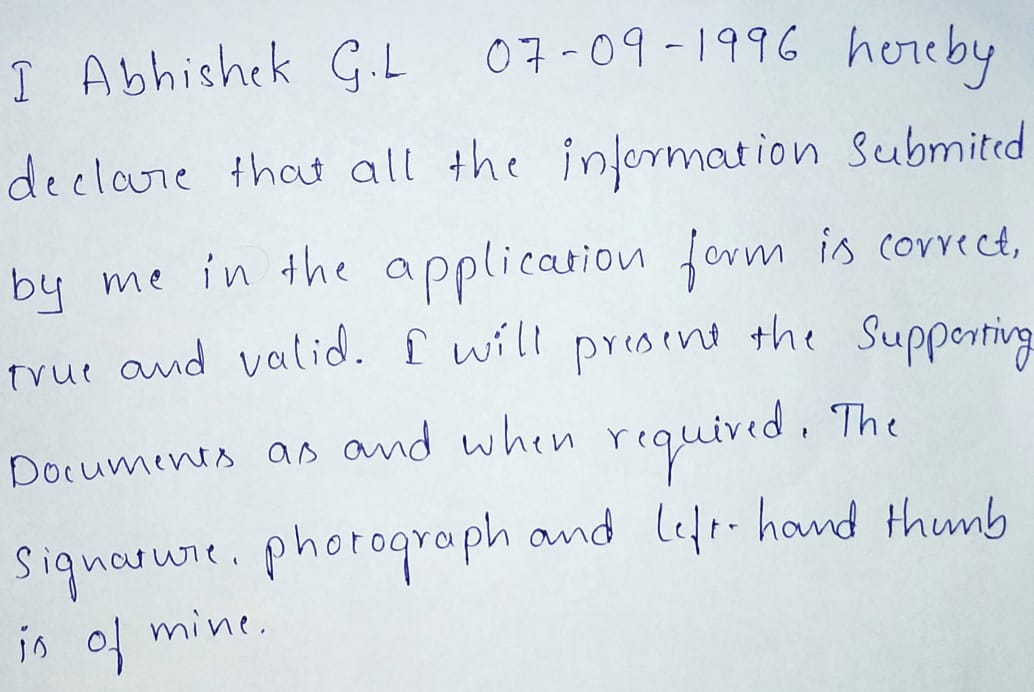 I Abhishek G.L 07-09-1996 hereby
declare that all the information Submited
by me in the application form is correct,
true and valid. I will present the Supporting
Documents as and when required. The
Signature, photograph and left-hand thumb
is of mine.